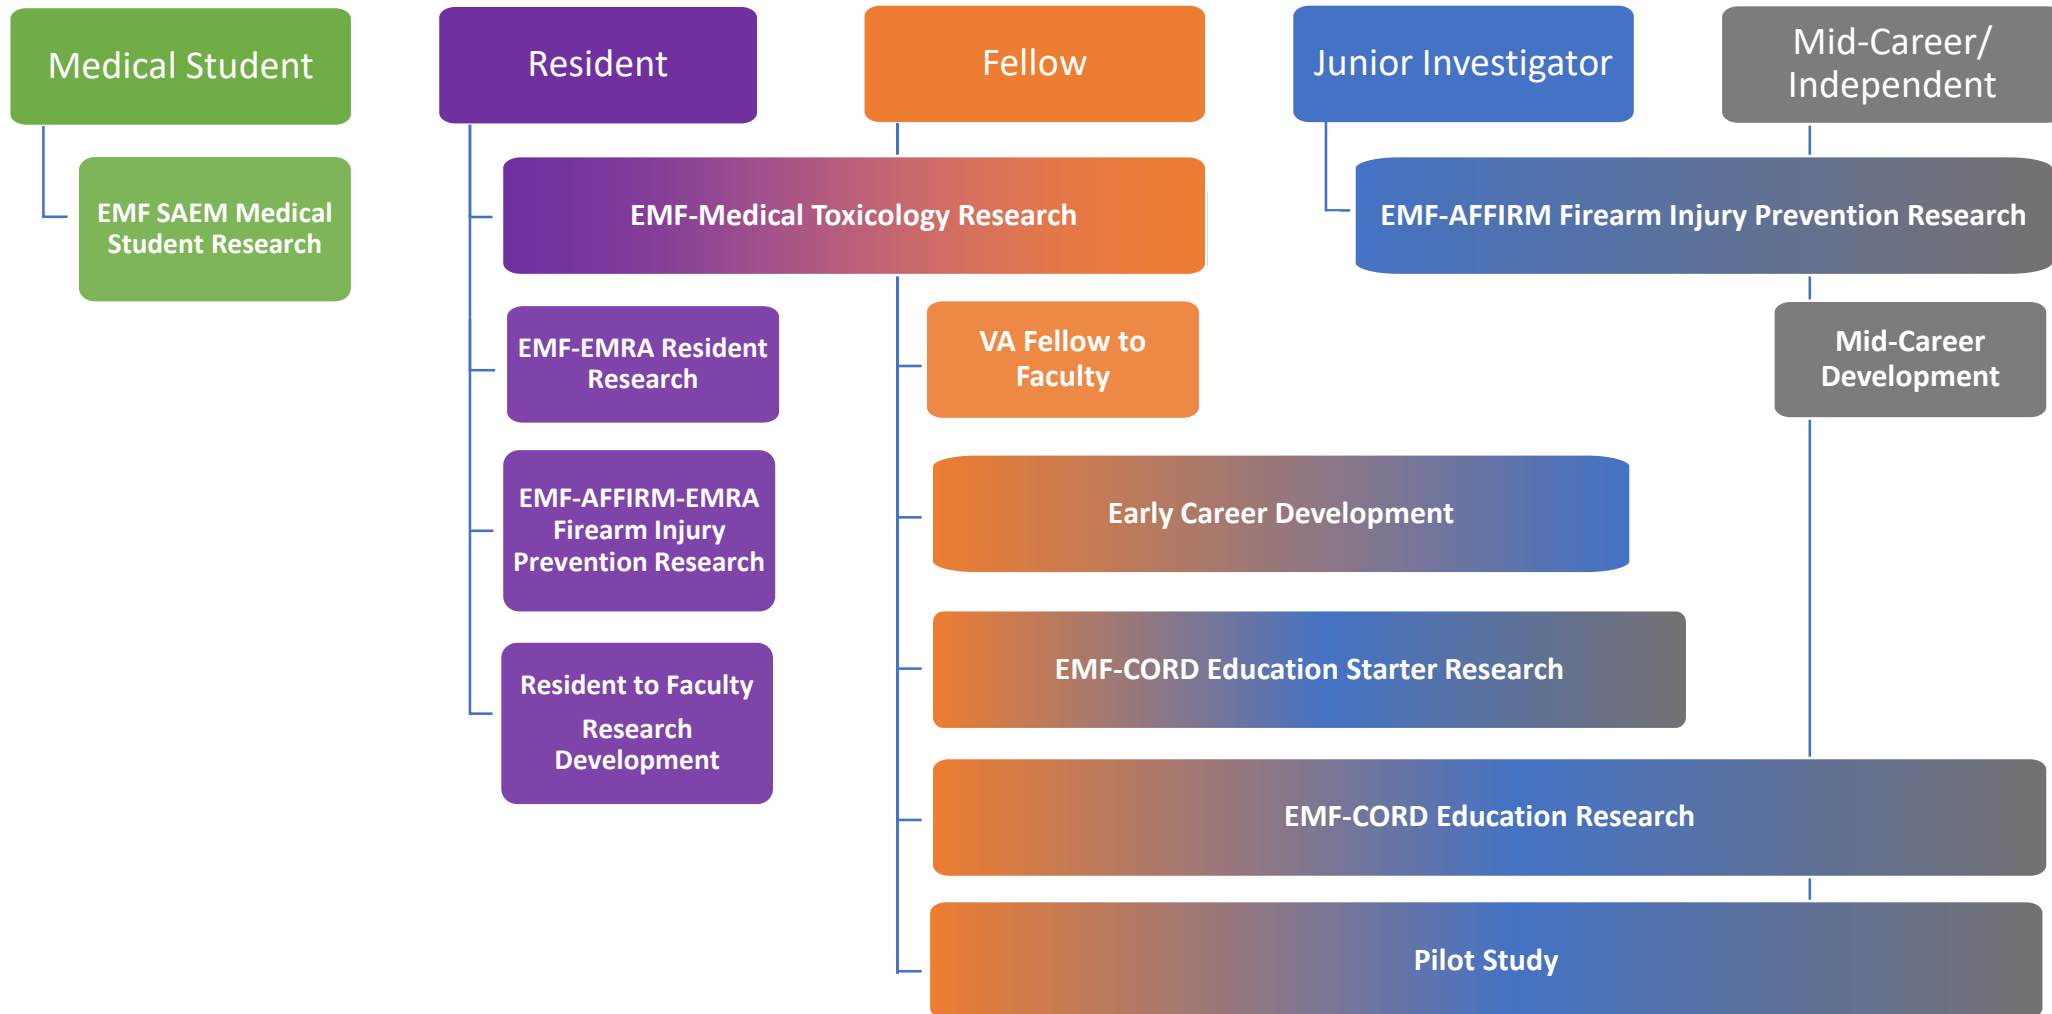 Medical Student
Resident
Fellow
Junior Investigator
Mid-Career/
Independent
EMF SAEM Medical
Student Research
EMF-Medical Toxicology Research
EMF-AFFIRM Firearm Injury Prevention Research
EMF-EMRA Resident
Research
VA Fellow to
Faculty
Mid-Career
Development
EMF-AFFIRM-EMRA
Firearm Injury
Prevention Research
Early Career Development
Resident to Faculty
Research
Development
EMF-CORD Education Starter Research
EMF-CORD Education Research
Pilot Study